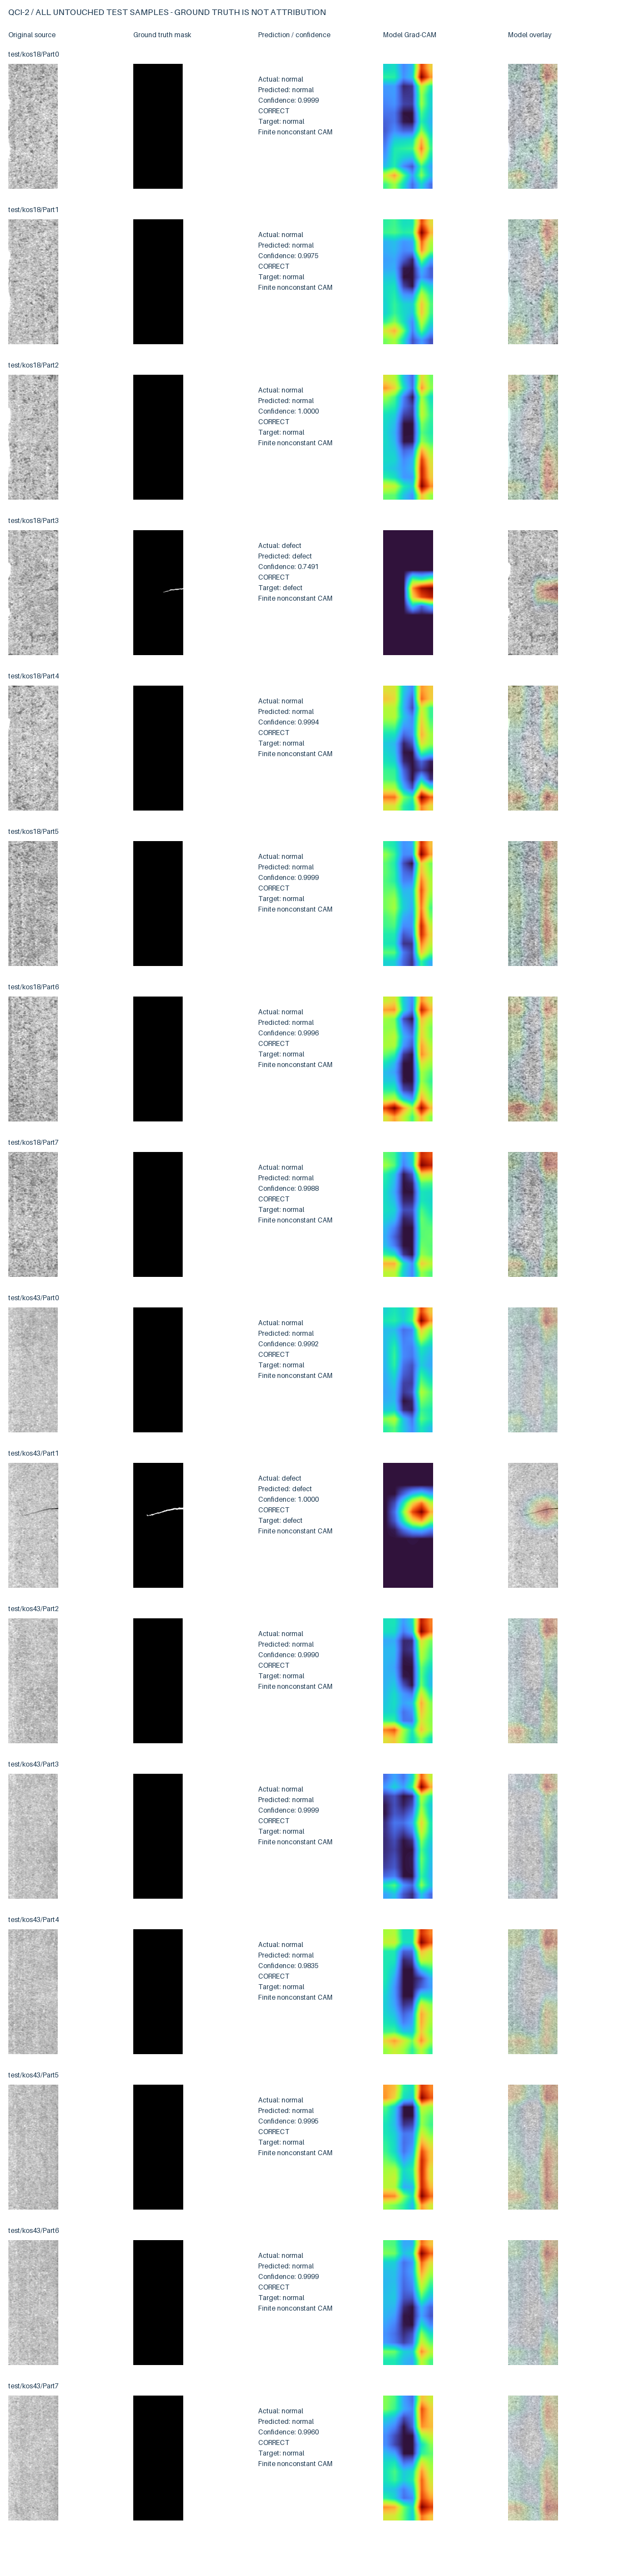 QCI-2 / ALL UNTOUCHED TEST SAMPLES - GROUND TRUTH IS NOT ATTRIBUTION
Original source Ground truth mask Prediction / confidence Model Grad-CAM Model overlay
test/kos18/Part0
Actual: normal
Predicted: normal
Confidence: 0.9999
CORRECT
Target: normal
Finite nonconstant CAM
test/kos18/Part1
Actual: normal
Predicted: normal
Confidence: 0.9975
CORRECT
Target: normal
Finite nonconstant CAM
test/kos18/Part2
Actual: normal
Predicted: normal
Confidence: 1.0000
CORRECT
Target: normal
Finite nonconstant CAM
test/kos18/Part3
Actual: defect
Predicted: defect
Confidence: 0.7491
CORRECT
Target: defect
Finite nonconstant CAM
test/kos18/Part4
Actual: normal
Predicted: normal
Confidence: 0.9994
CORRECT
Target: normal
Finite nonconstant CAM
test/kos18/Part5
Actual: normal
Predicted: normal
Confidence: 0.9999
CORRECT
Target: normal
Finite nonconstant CAM
test/kos18/Part6
Actual: normal
Predicted: normal
Confidence: 0.9996
CORRECT
Target: normal
Finite nonconstant CAM
test/kos18/Part7
Actual: normal
Predicted: normal
Confidence: 0.9988
CORRECT
Target: normal
Finite nonconstant CAM
test/kos43/Part0
Actual: normal
Predicted: normal
Confidence: 0.9992
CORRECT
Target: normal
Finite nonconstant CAM
test/kos43/Part1
Actual: defect
Predicted: defect
Confidence: 1.0000
CORRECT
Target: defect
Finite nonconstant CAM
test/kos43/Part2
Actual: normal
Predicted: normal
Confidence: 0.9990
CORRECT
Target: normal
Finite nonconstant CAM
test/kos43/Part3
Actual: normal
Predicted: normal
Confidence: 0.9999
CORRECT
Target: normal
Finite nonconstant CAM
test/kos43/Part4
Actual: normal
Predicted: normal
Confidence: 0.9835
CORRECT
Target: normal
Finite nonconstant CAM
test/kos43/Part5
Actual: normal
Predicted: normal
Confidence: 0.9995
CORRECT
Target: normal
Finite nonconstant CAM
test/kos43/Part6
Actual: normal
Predicted: normal
Confidence: 0.9999
CORRECT
Target: normal
Finite nonconstant CAM
test/kos43/Part7
Actual: normal
Predicted: normal
Confidence: 0.9960
CORRECT
Target: normal
Finite nonconstant CAM